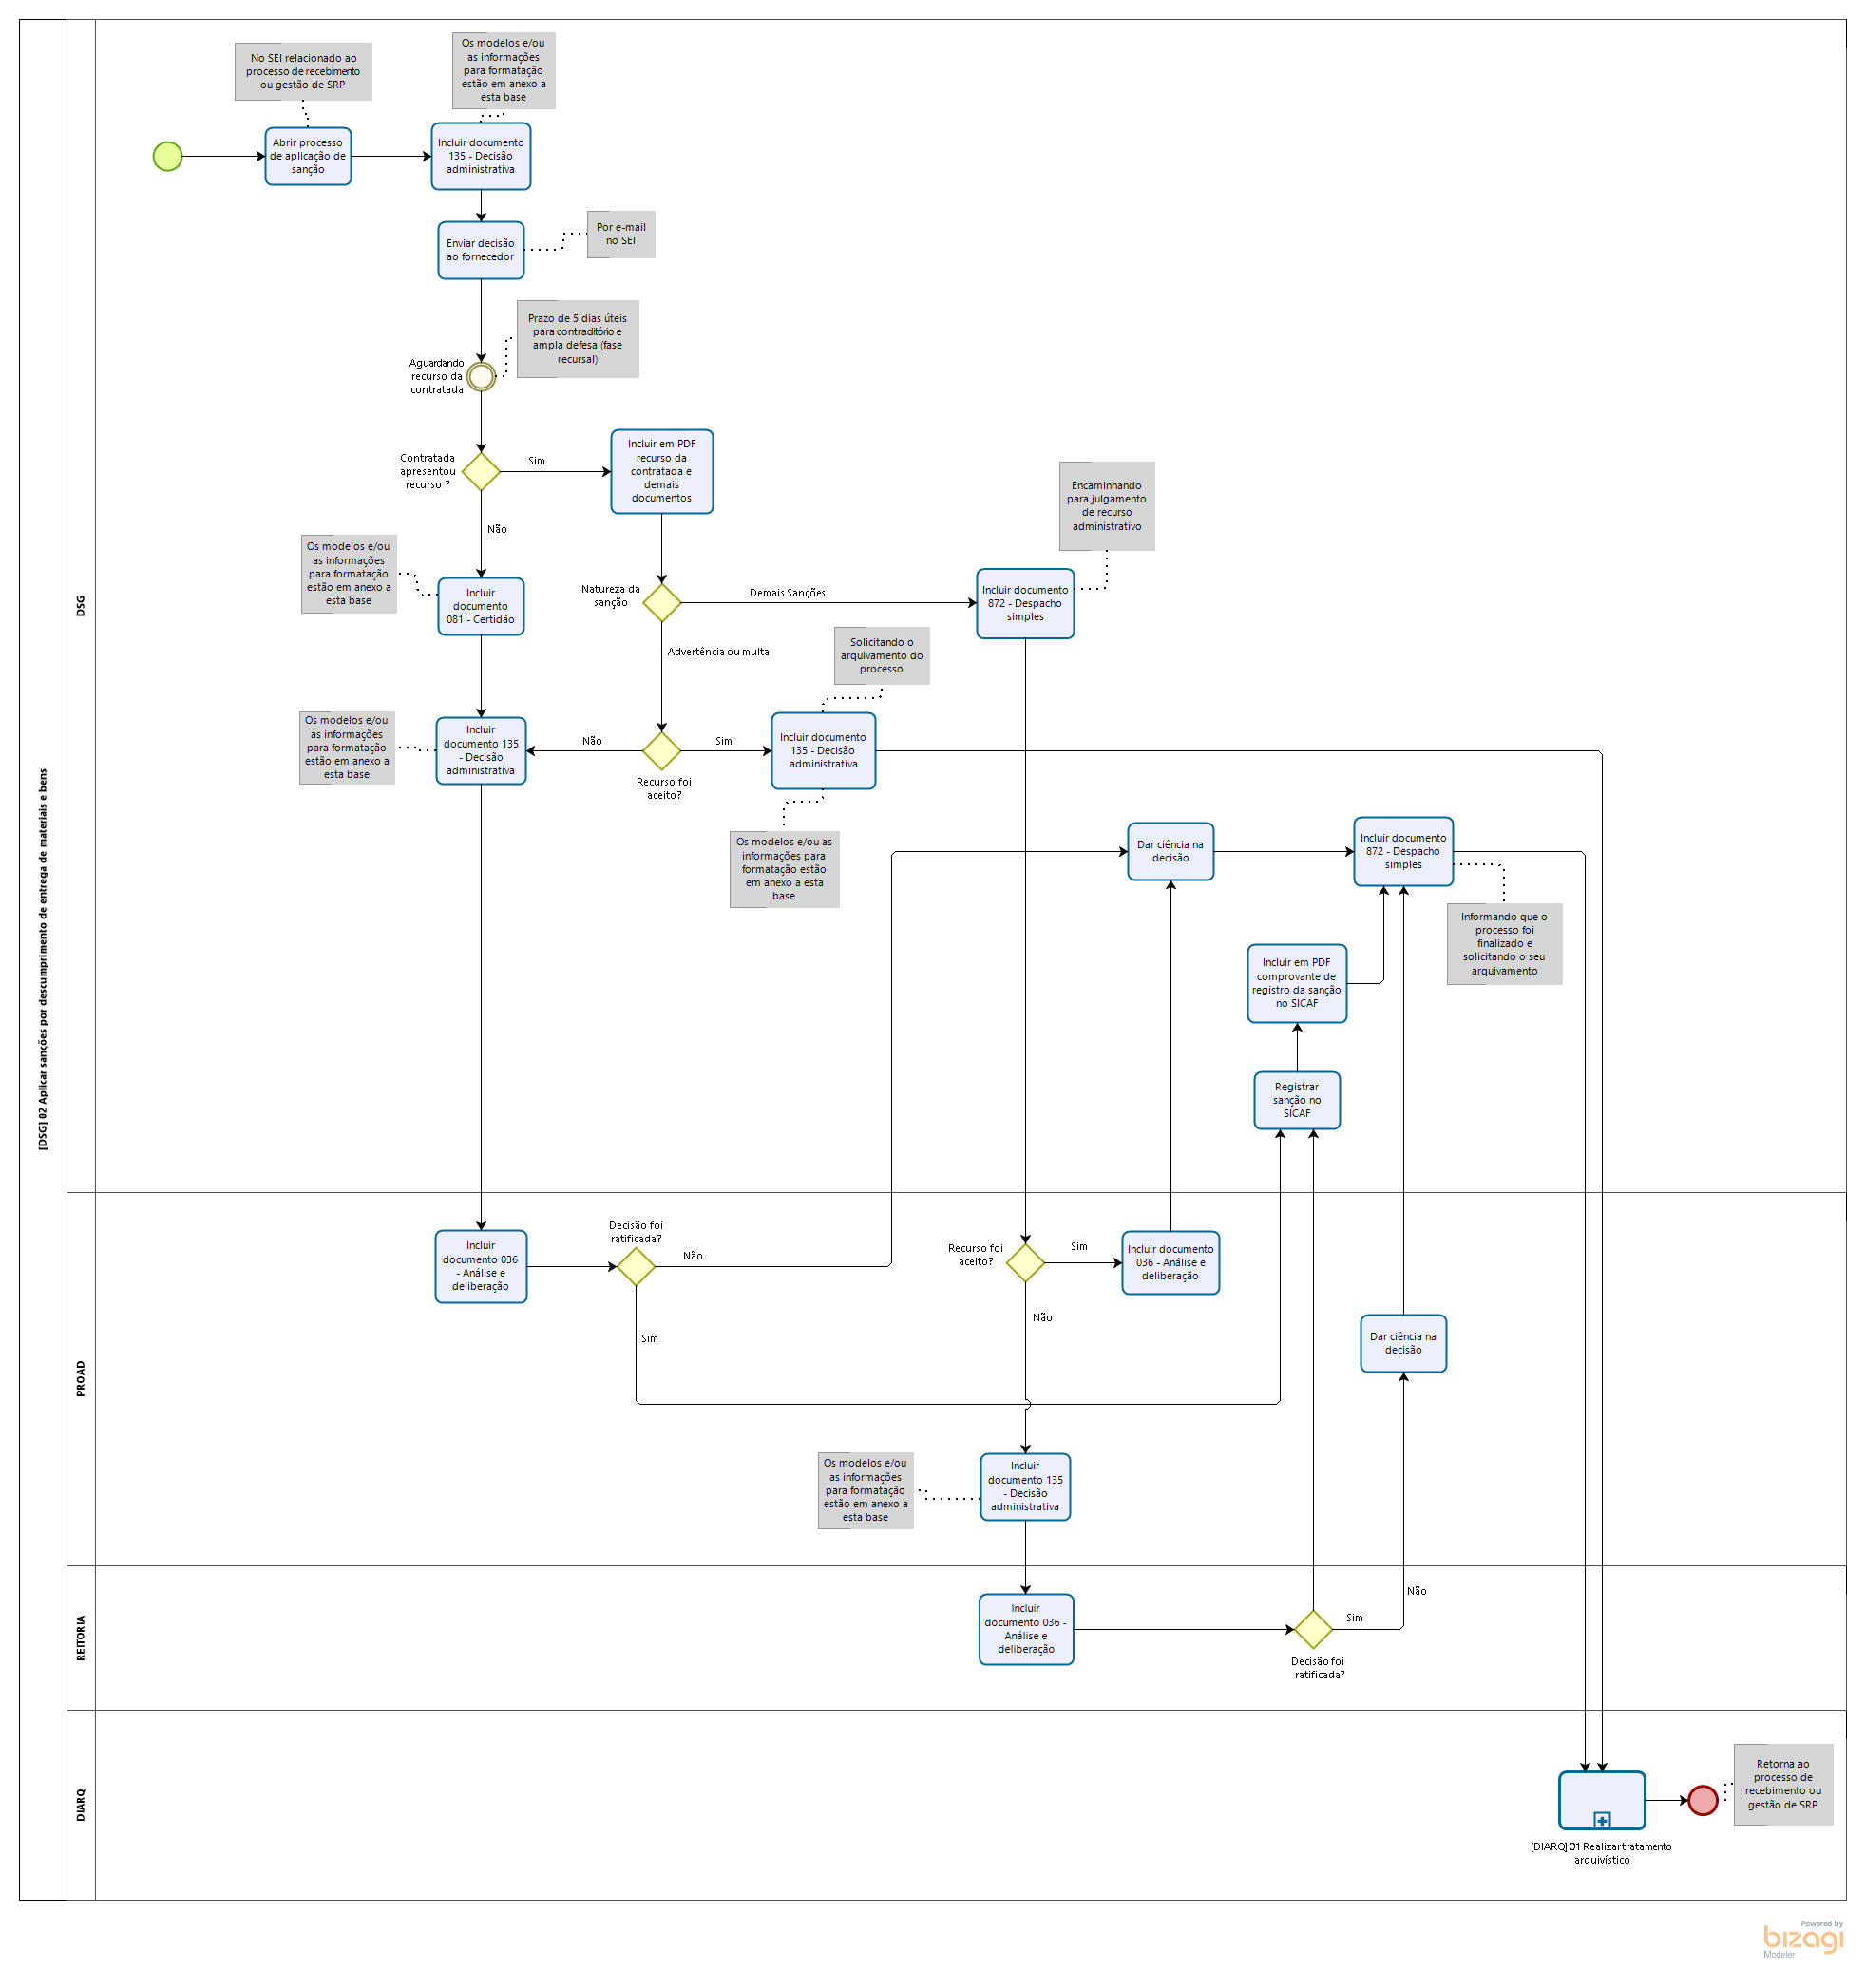 [DSG] 02 Aplicar sanções por descumprimento de entrega de materiais e bens
DSG
No SEI relacionado ao
processo de recebimento
ou gestão de SRP
Os modelos e/ou
as informações
para formatação
estão em anexo a
esta base
Abrir processo
de aplicação de
sanção
Incluir documento
135 - Decisão
administrativa
Enviar decisão
ao fornecedor
Por e-mail
no SEI
Prazo de 5 dias úteis
para contraditório e
ampla defesa (fase
recursal)
Aguardando
recurso da
contratada
Contratada
apresentou
recurso ?
Sim
Não
Incluir em PDF
recurso da
contratada e
demais
documentos
Encaminhando
para julgamento
de recurso
administrativo
Os modelos e/ou
as informações
para formatação
estão em anexo a
esta base
Incluir
documento
081 - Certidão
Natureza da
sanção
Demais Sanções
Advertência ou multa
Incluir documento
872 - Despacho
simples
Solicitando o
arquivamento do
processo
Os modelos e/ou
as informações
para formatação
estão em anexo a
esta base
Incluir
documento 135
- Decisão
administrativa
Não
Recurso foi
aceito?
Sim
Incluir documento
135 - Decisão
administrativa
Os modelos e/ou as
informações para
formatação estão
em anexo a esta
base
Dar ciência na
decisão
Incluir documento
872 - Despacho
simples
Informando que o
processo foi
finalizado e
solicitando o seu
arquivamento
Incluir em PDF
comprovante de
registro da sanção
no SICAF
Registrar
sanção no
SICAF
PROAD
Incluir
documento 036
- Análise e
deliberação
Decisão foi
ratificada?
Não
Sim
Recurso foi
aceito?
Sim
Não
Incluir documento
036 - Análise e
deliberação
Dar ciência na
decisão
Os modelos e/ou
as informações
para formatação
estão em anexo a
esta base
Incluir
documento 135
- Decisão
administrativa
REITORIA
Incluir
documento 036 -
Análise e
deliberação
Decisão foi
ratificada?
Sim
Não
DIARQ
[DIARQ] 01 Realizar tratamento
arquivístico
Retorna ao
processo de
recebimento ou
gestão de SRP
Powered by
bizagi
Modeler